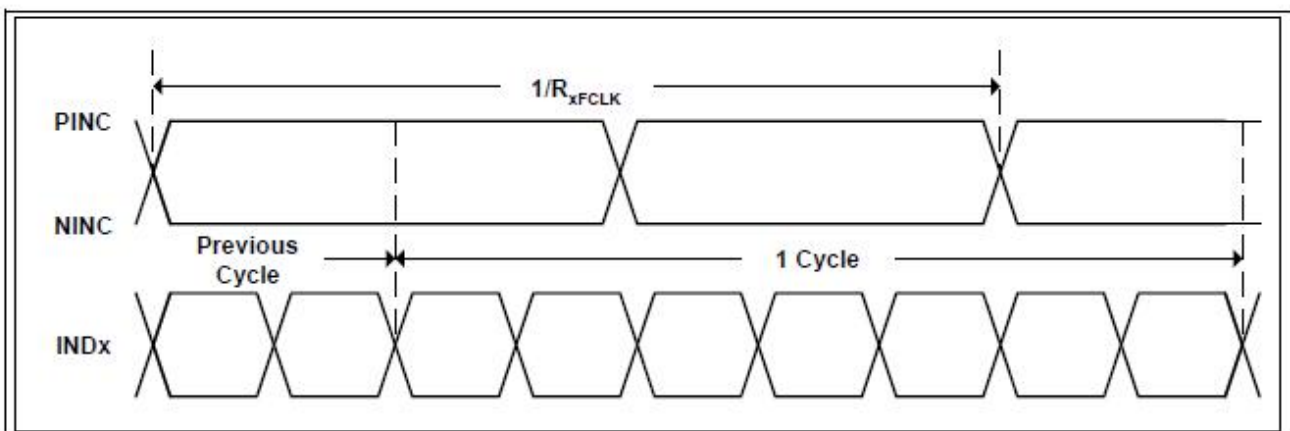 1/RxFCLK
PINC
NINC
Previous
Cycle
1 Cycle
INDx